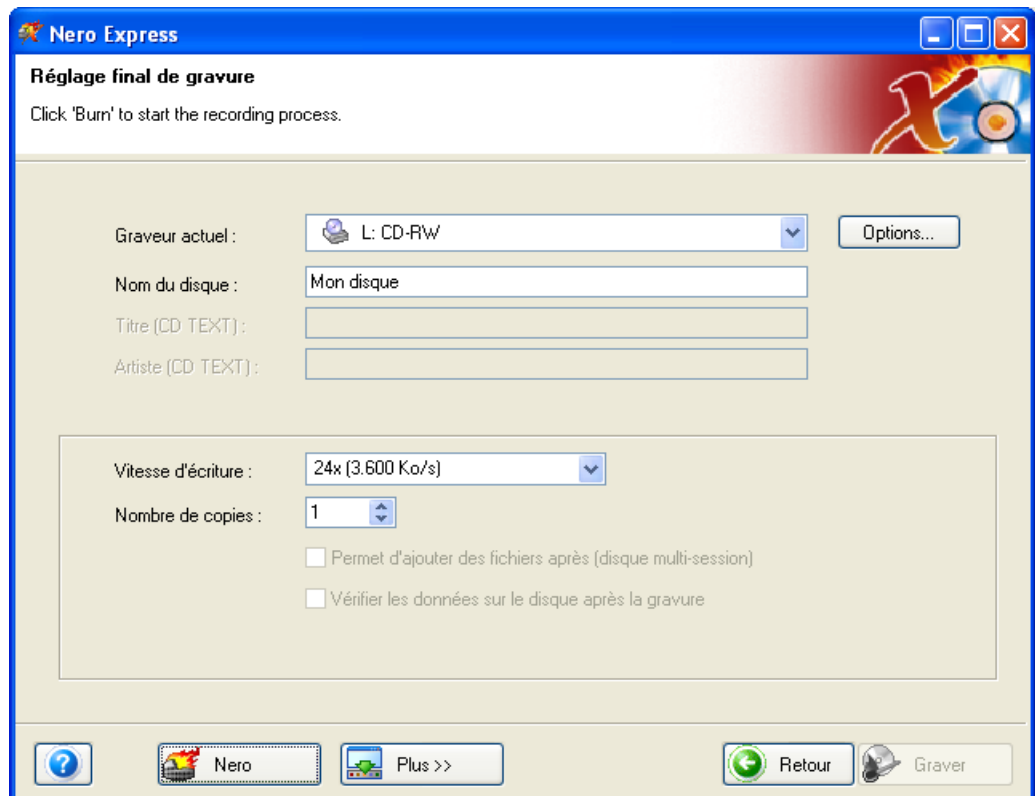 Nero Express
Réglage final de gravure
Click 'Burn' to start the recording process.
Graveur actuel : L: CD-RW Options...
Nom du disque : Mon disque
Titre (CD TEXT) :
Artiste (CD TEXT) :
Vitesse d'écriture : 24x (3.600 Ko/s)
Nombre de copies : 1
Permet d'ajouter des fichiers après (disque multi-session)
Vérifier les données sur le disque après la gravure
Nero Plus >> Retour Graver